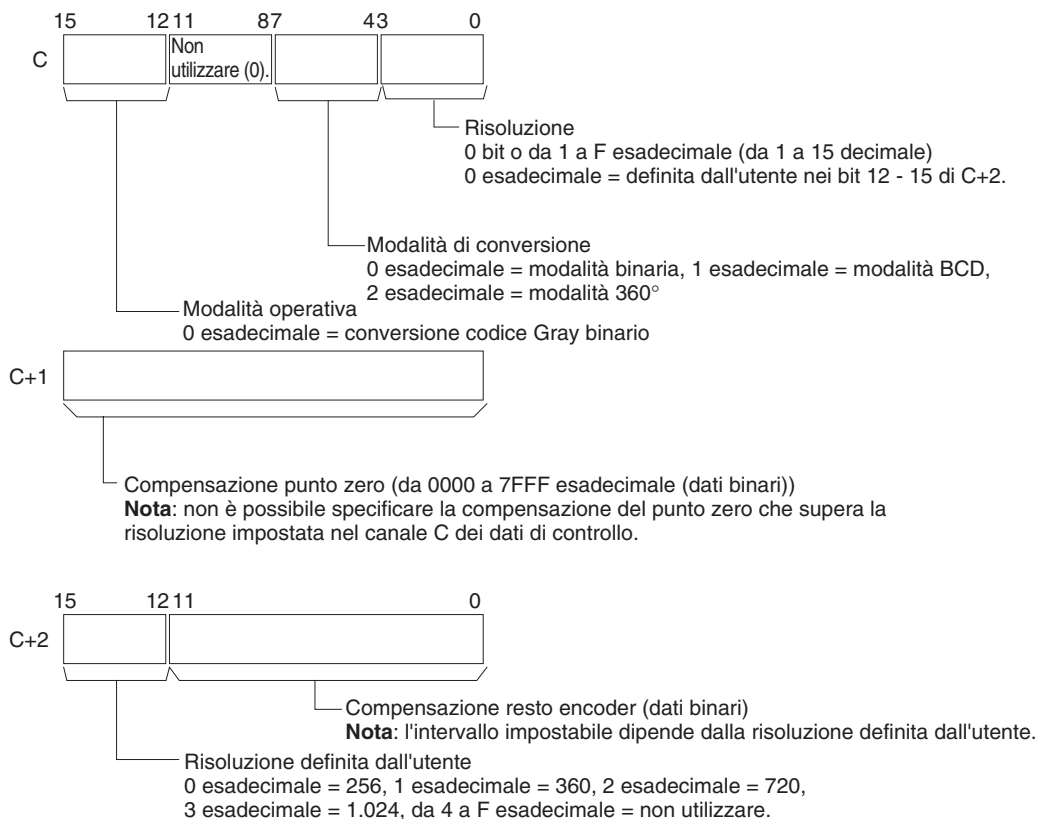 15 12 11 8 7 4 3 0
C
Non
utilizzare (0).
Risoluzione
0 bit o da 1 a F esadecimale (da 1 a 15 decimale)
0 esadecimale = definita dall'utente nei bit 12 - 15 di C+2.
Modalità di conversione
0 esadecimale = modalità binaria, 1 esadecimale = modalità BCD,
2 esadecimale = modalità 360°
Modalità operativa
0 esadecimale = conversione codice Gray binario
C+1
Compensazione punto zero (da 0000 a 7FFF esadecimale (dati binari))
Nota: non è possibile specificare la compensazione del punto zero che supera la
risoluzione impostata nel canale C dei dati di controllo.
15 12 11 0
C+2
Compensazione resto encoder (dati binari)
Nota: l'intervallo impostabile dipende dalla risoluzione definita dall'utente.
Risoluzione definita dall'utente
0 esadecimale = 256, 1 esadecimale = 360, 2 esadecimale = 720,
3 esadecimale = 1.024, da 4 a F esadecimale = non utilizzare.